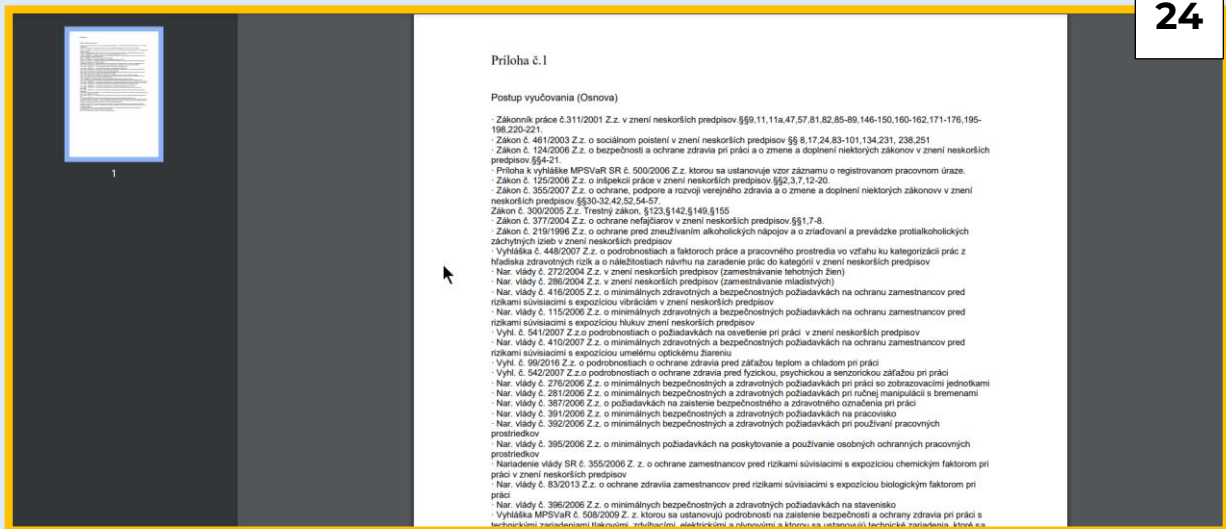 24
Príloha č.1
Postup vyučovania (Osnova)
· Zákonník práce č.311/2001 Z.z. v znení neskorších predpisov.§§9,11,11a,47,57,81,82,85-89,146-150,160-162,171-176,195-
198,220-221.
· Zákon č. 461/2003 Z.z. o sociálnom poistení v znení neskorších predpisov §§ 8,17,24,83-101,134,231, 238,251
· Zákon č. 124/2006 Z.z. o bezpečnosti a ochrane zdravia pri práci a o zmene a doplnení niektorých zákonov v znení neskorších
predpisov.§§4-21.
· Príloha k vyhláške MPSVaR SR č. 500/2006 Z.z. ktorou sa ustanovuje vzor záznamu o registrovanom pracovnom úraze.
· Zákon č. 125/2006 Z.z. o inšpekcii práce v znení neskorších predpisov.§§2,3,7,12-20.
· Zákon č. 355/2007 Z.z. o ochrane, podpore a rozvoji verejného zdravia a o zmene a doplnení niektorých zákonovv v znení
neskorších predpisov.§§30-32,42,52,54-57.
Zákon č. 300/2005 Z.z. Trestný zákon, §123,§142,§149,§155
· Zákon č. 377/2004 Z.z. o ochrane nefajčiarov v znení neskorších predpisov.§§1,7-8.
· Zákon č. 219/1996 Z.z. o ochrane pred zneužívaním alkoholických nápojov a o zriaďovaní a prevádzke protialkoholických
záchytných izieb v znení neskorších predpisov
· Vyhláška č. 448/2007 Z.z. o podrobnostiach a faktoroch práce a pracovného prostredia vo vzťahu ku kategorizácii prác z
hľadiska zdravotných rizík a o náležitostiach návrhu na zaradenie prác do kategórií v znení neskorších predpisov
· Nar. vlády č. 272/2004 Z.z. v znení neskorších predpisov (zamestnávanie tehotných žien)
· Nar. vlády č. 286/2004 Z.z. v znení neskorších predpisov (zamestnávanie mladistvých)
· Nar. vlády č. 416/2005 Z.z. o minimálnych zdravotných a bezpečnostných požiadavkách na ochranu zamestnancov pred
rizikami súvisiacimi s expozíciou vibráciám v znení neskorších predpisov
· Nar. vlády č. 115/2006 Z.z. o minimálnych zdravotných a bezpečnostných požiadavkách na ochranu zamestnancov pred
rizikami súvisiacimi s expozíciou hlukuv znení neskorších predpisov
· Vyhl. č. 541/2007 Z.z.o podrobnostiach o požiadavkách na osvetlenie pri práci v znení neskorších predpisov
· Nar. vlády č. 410/2007 Z.z. o minimálnych zdravotných a bezpečnostných požiadavkách na ochranu zamestnancov pred
rizikami súvisiacimi s expozíciou umelému optickému žiareniu
· Vyhl. č. 99/2016 Z.z. o podrobnostiach o ochrane zdravia pred záťažou teplom a chladom pri práci
· Vyhl. č. 542/2007 Z.z.o podrobnostiach o ochrane zdravia pred fyzickou, psychickou a senzorickou záťažou pri práci
· Nar. vlády č. 276/2006 Z.z. o minimálnych bezpečnostných a zdravotných požiadavkách pri práci so zobrazovacími jednotkami
· Nar. vlády č. 281/2006 Z.z. o minimálnych bezpečnostných a zdravotných požiadavkách pri ručnej manipulácii s bremenami
· Nar. vlády č. 387/2006 Z.z. o požiadavkách na zaistenie bezpečnostného a zdravotného označenia pri práci
· Nar. vlády č. 391/2006 Z.z. o minimálnych bezpečnostných a zdravotných požiadavkách na pracovisko
· Nar. vlády č. 392/2006 Z.z. o minimálnych bezpečnostných a zdravotných požiadavkách pri používaní pracovných
prostriedkov
· Nar. vlády č. 395/2006 Z.z. o minimálnych požiadavkách na poskytovanie a používanie osobných ochranných pracovných
prostriedkov
· Nariadenie vlády SR č. 355/2006 Z. z. o ochrane zamestnancov pred rizikami súvisiacimi s expozíciou chemickým faktorom pri
práci v znení neskorších predpisov
· Nar. vlády č. 83/2013 Z.z. o ochrane zdraviia zamestnancov pred rizikami súvisiacimi s expozíciou biologickým faktorom pri
práci
· Nar. vlády č. 396/2006 Z.z. o minimálnych bezpečnostných a zdravotných požiadavkách na stavenisko
· Vyhláška MPSVaR č. 508/2009 Z. z. ktorou sa ustanovujú podrobnosti na zaistenie bezpečnosti a ochrany zdravia pri práci s
technickými zariadeniami tlakovými, zdvíhacími, elektrickými a plynovými a ktorou sa ustanovujú technické zariadenia, ktoré sa
1